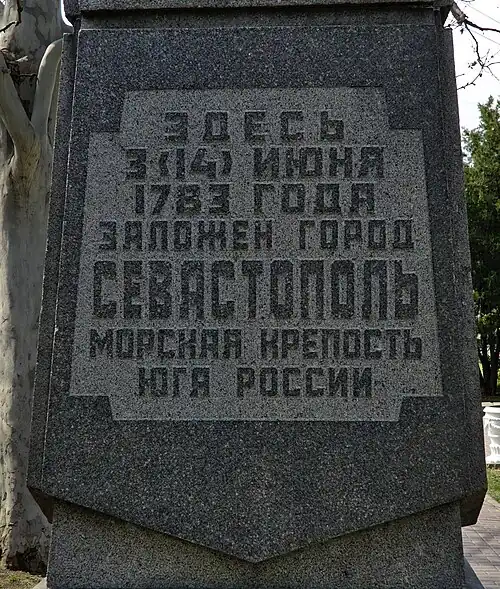 ЗДЕСЬ
3 (14) ИЮНЯ
1783 ГОДА
ЗАЛОЖЕН ГОРОД
СЕВАСТОПОЛЬ
МОРСКАЯ КРЕПОСТЬ
ЮГА РОССИИ